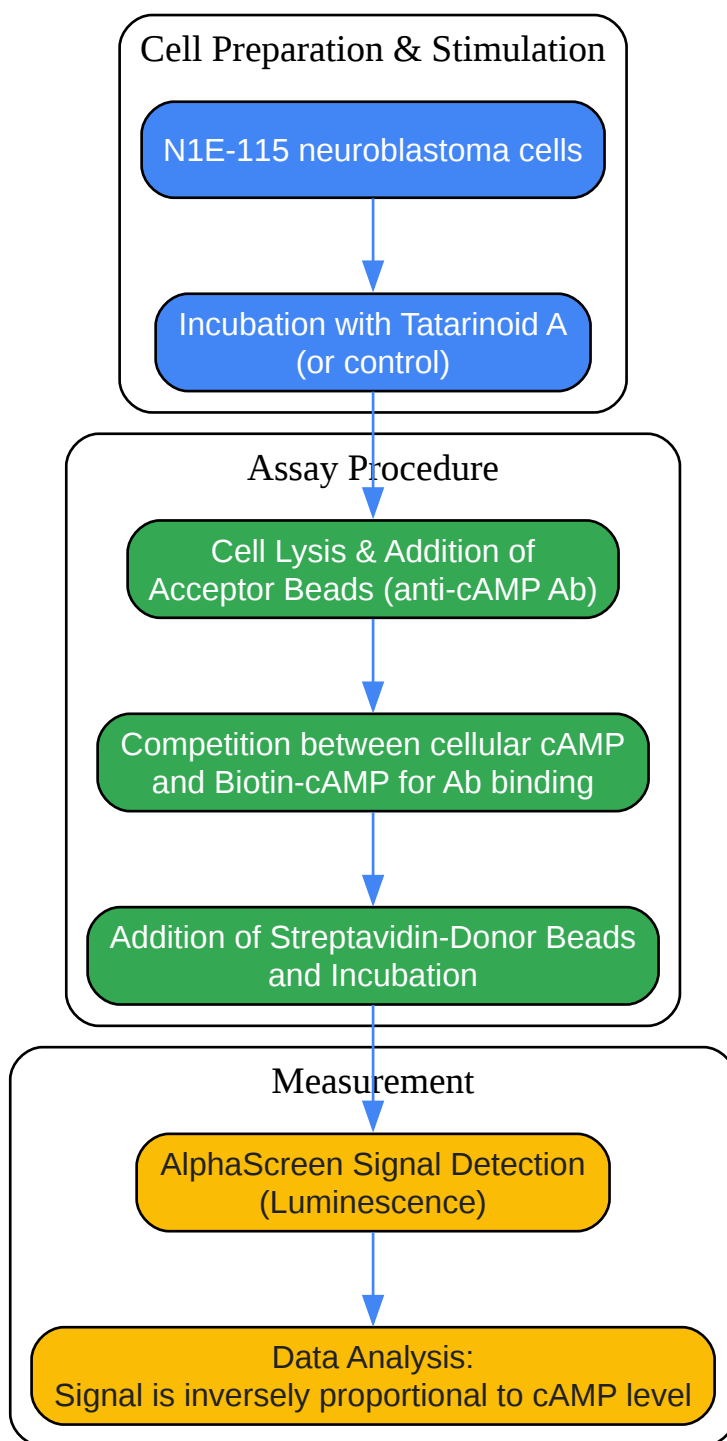 Cell Preparation & Stimulation
N1E-115 neuroblastoma cells
Incubation with Tatarinoid A
(or control)
Assay Procedure
Cell Lysis & Addition of
Acceptor Beads (anti-cAMP Ab)
Competition between cellular cAMP
and Biotin-cAMP for Ab binding
Addition of Streptavidin-Donor Beads
and Incubation
Measurement
AlphaScreen Signal Detection
(Luminescence)
Data Analysis:
Signal is inversely proportional to cAMP level